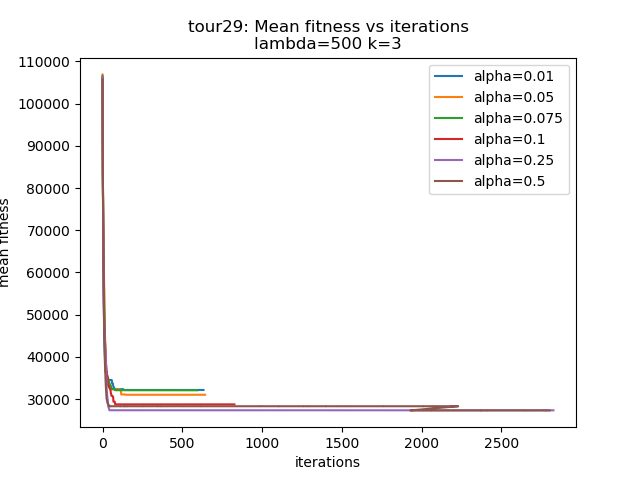 tour29: Mean fitness vs iterations
lambda=500 k=3
110000
100000
90000
80000
70000
60000
50000
40000
30000
mean fitness
alpha=0.01
alpha=0.05
alpha=0.075
alpha=0.1
alpha=0.25
alpha=0.5
0
500
1000
1500
2000
2500
iterations